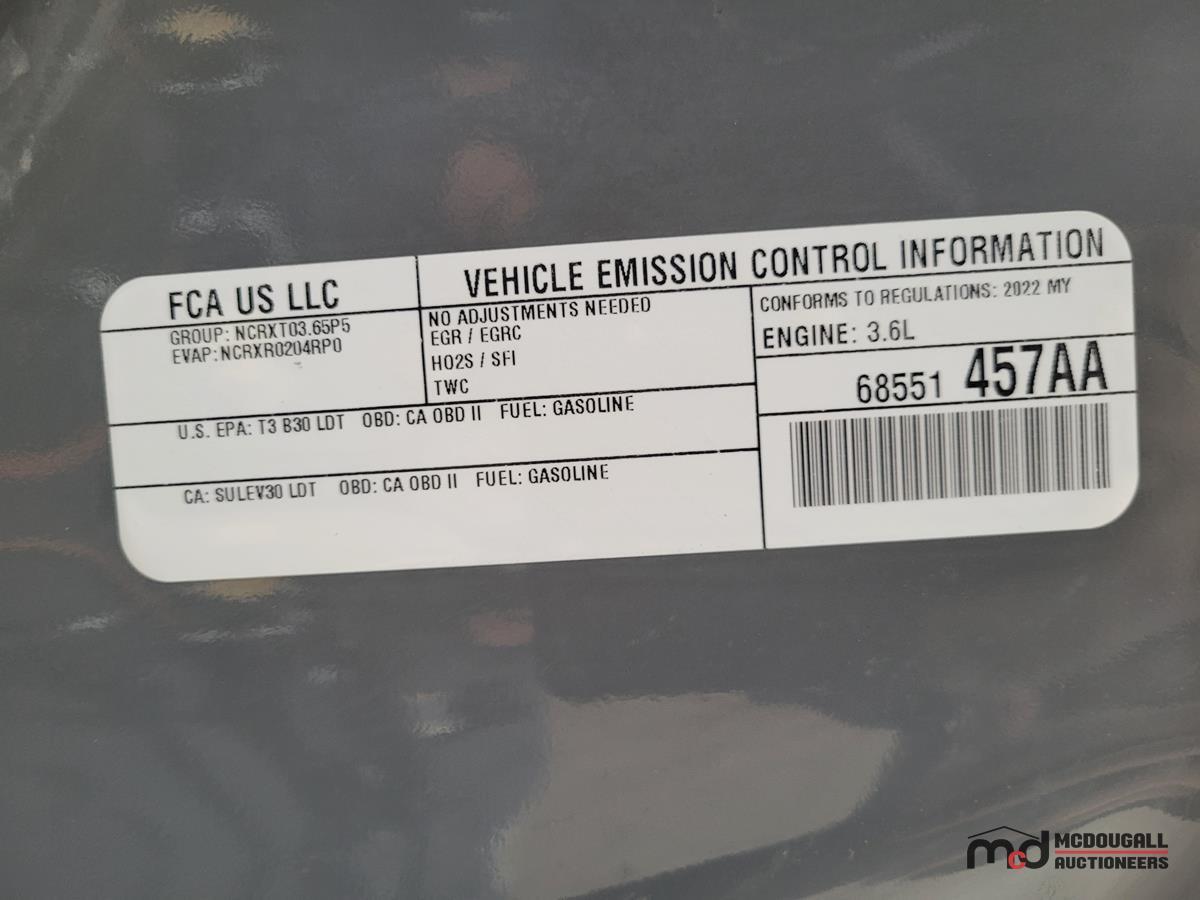 FCA US LLC
GROUP: NCRXT03.65P5
EVAP: NCRXR0204RP0
VEHICLE EMISSION CONTROL INFORMATION
NO ADJUSTMENTS NEEDED
EGR / EGRC
HO2S / SFI
TWC
CONFORMS TO REGULATIONS: 2022 MY
ENGINE: 3.6L
68551 457AA
U.S. EPA: T3 B30 LDT OBD: CA OBD II FUEL: GASOLINE
CA: SULEV30 LDT OBD: CA OBD II FUEL: GASOLINE
mcd MCDOUGALL
AUCTIONEERS